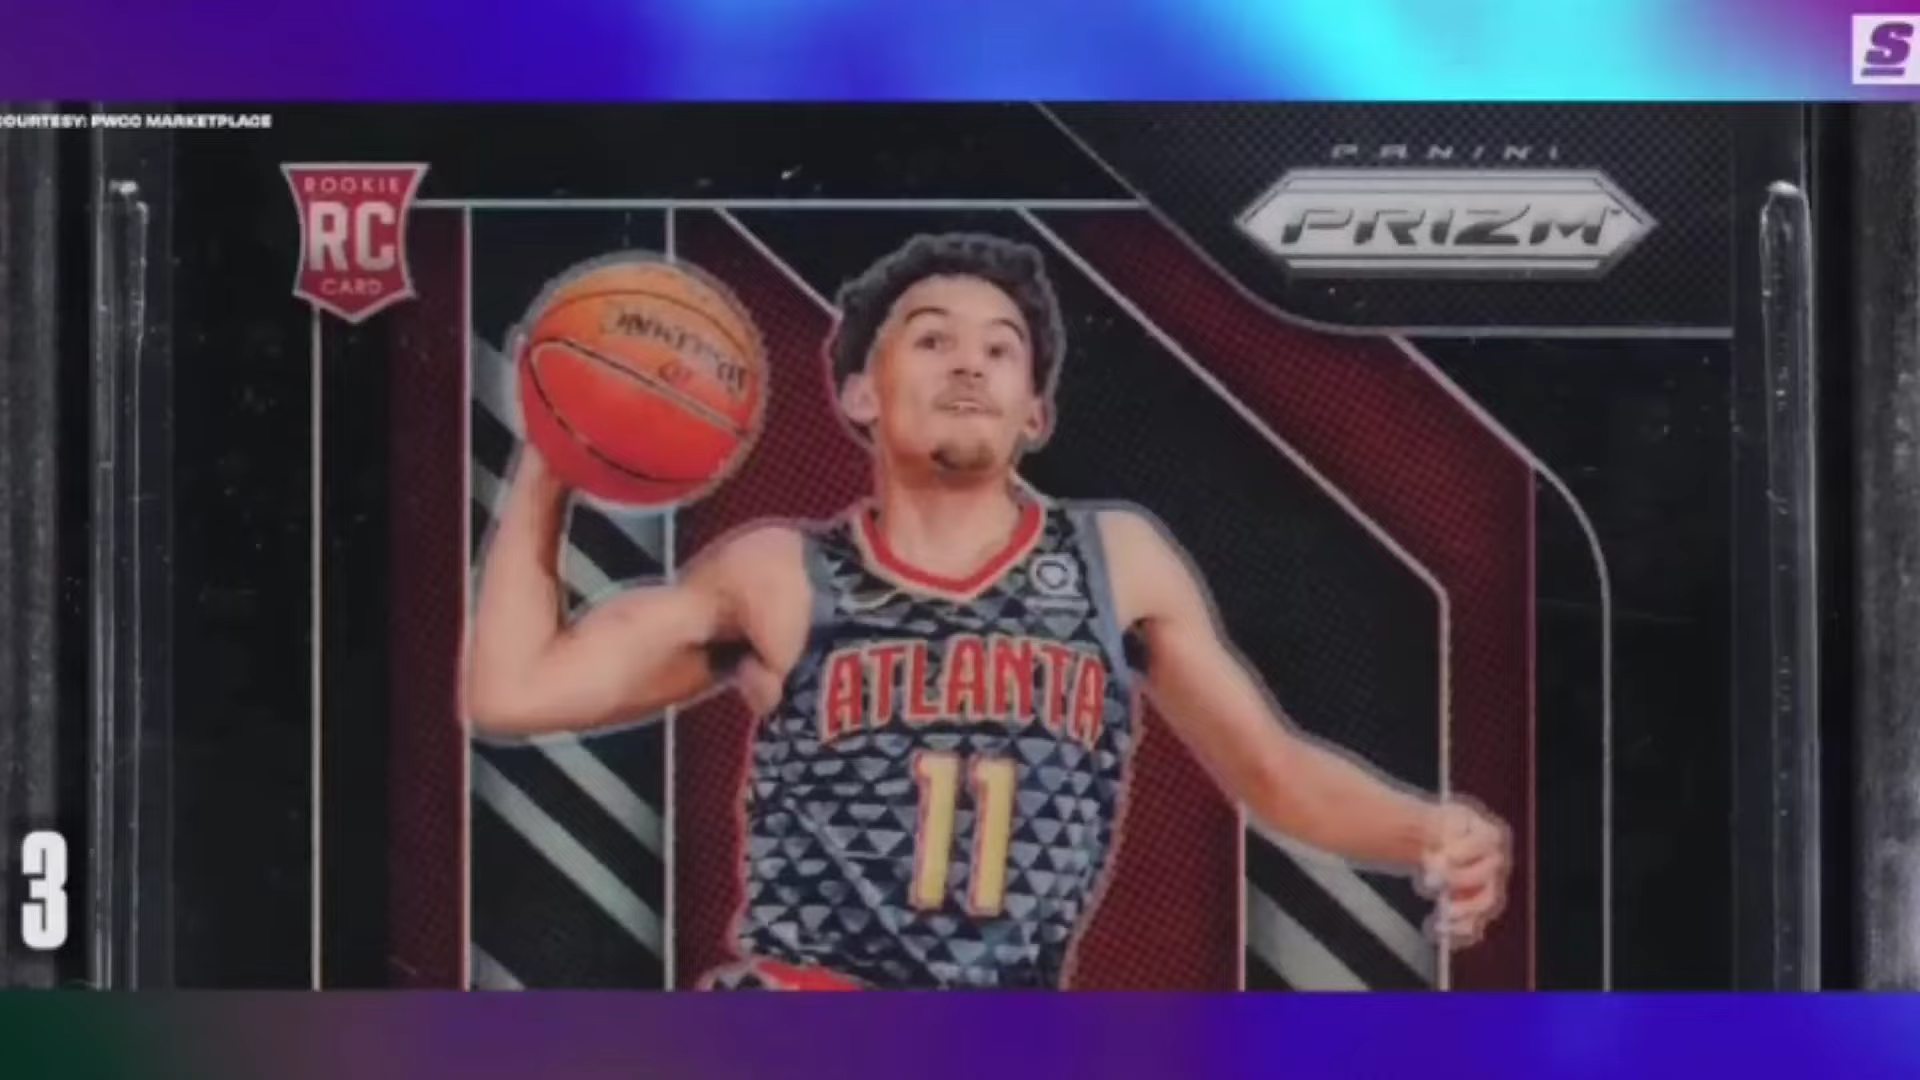 S
COURTESY: PWCC MARKETPLACE
PANINI
PRIZM
ROOKIE
RC
CARD
ATLANTA
11
3